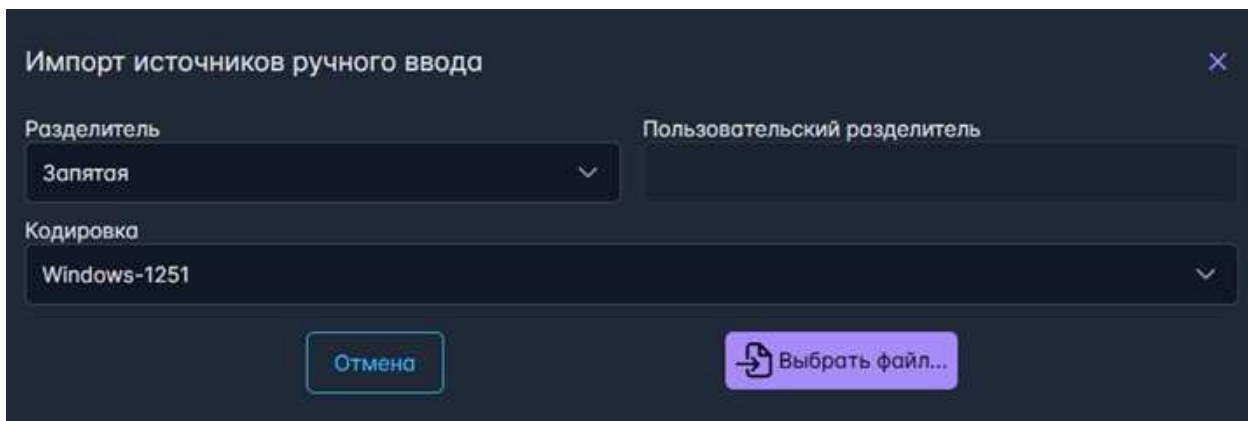 Импорт источников ручного ввода
Разделитель
Пользовательский разделитель
Запятая
Кодировка
Windows-1251
Отмена
Выбрать файл...